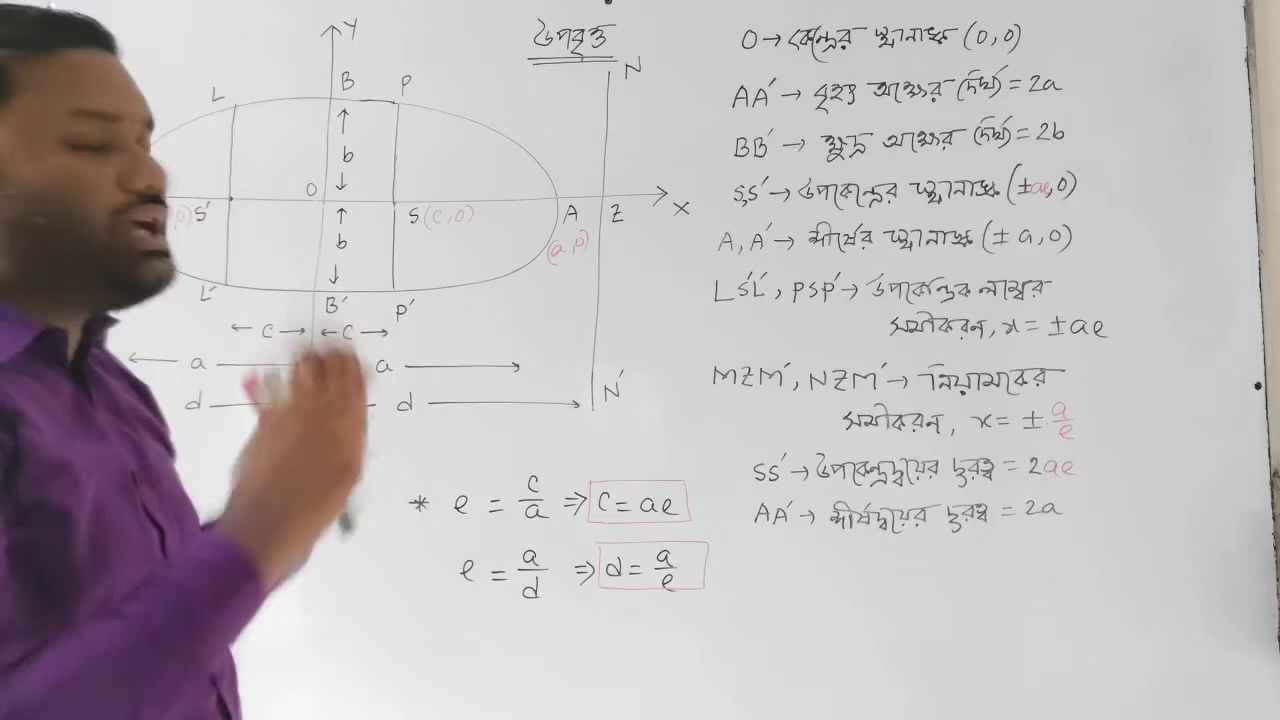 উপবৃত্ত
Y
L
B
P
N
b
O
S′
S (c, 0)
A
Z
X
, 0)
(a, 0)
b
L′
B′
P′
← c → ← c →
← a — a →
d — d →
N′
* e = c/a ⇒ c = ae
e = a/d ⇒ d = a/e
O → কেন্দ্রের স্থানাঙ্ক (0, 0)
AA′ → বৃহৎ অক্ষের দৈর্ঘ্য = 2a
BB′ → ক্ষুদ্র অক্ষের দৈর্ঘ্য = 2b
S,S′ → উপকেন্দ্রের স্থানাঙ্ক (±ae, 0)
A, A′ → শীর্ষের স্থানাঙ্ক (± a, 0)
LS′L′, PSP′ → উপকেন্দ্রিক লম্বের
সমীকরণ, x = ±ae
MZM′, NZM′ → নিয়ামকের
সমীকরণ, x = ± a/e
SS′ → উপকেন্দ্রদ্বয়ের দূরত্ব = 2ae
AA′ → শীর্ষদ্বয়ের দূরত্ব = 2a